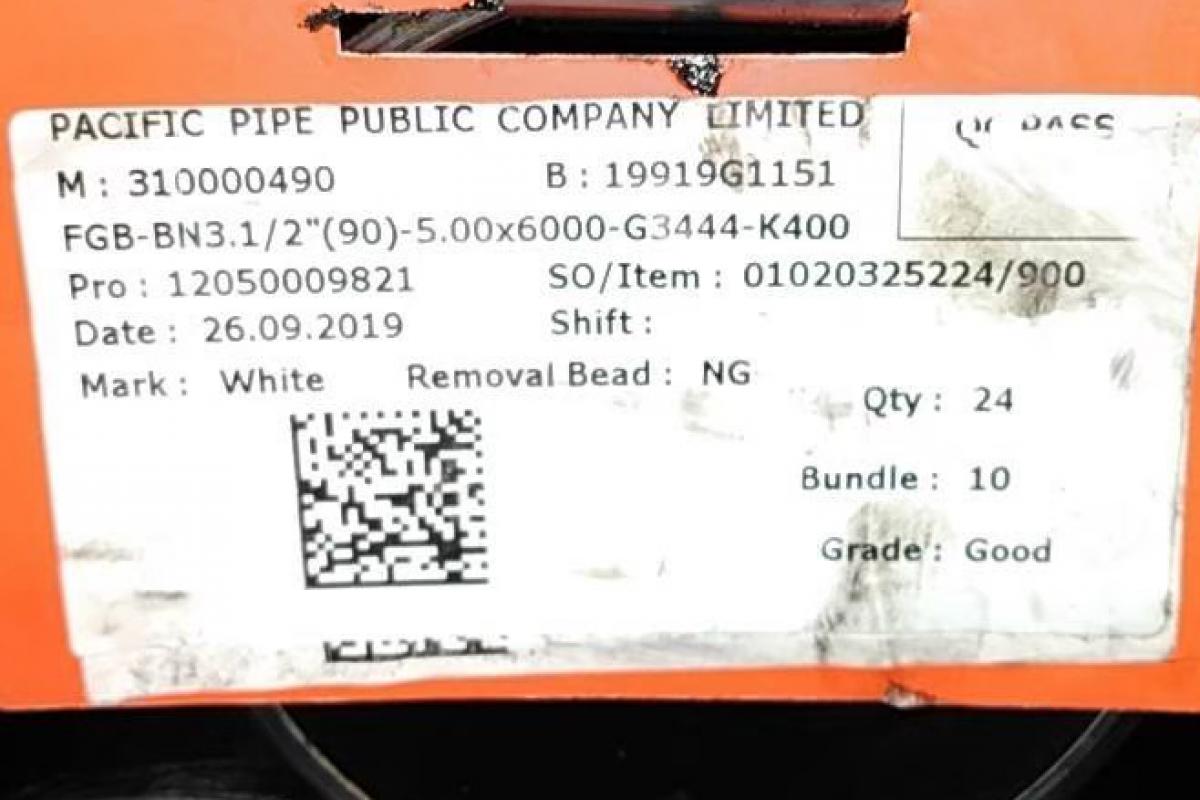 PACIFIC PIPE PUBLIC COMPANY LIMITED
M : 310000490 B : 19919G1151
FGB-BN3.1/2"(90)-5.00x6000-G3444-K400
Pro : 12050009821 SO/Item : 01020325224/900
Date : 26.09.2019 Shift :
Mark : White Removal Bead : NG
Qty : 24
Bundle : 10
Grade : Good